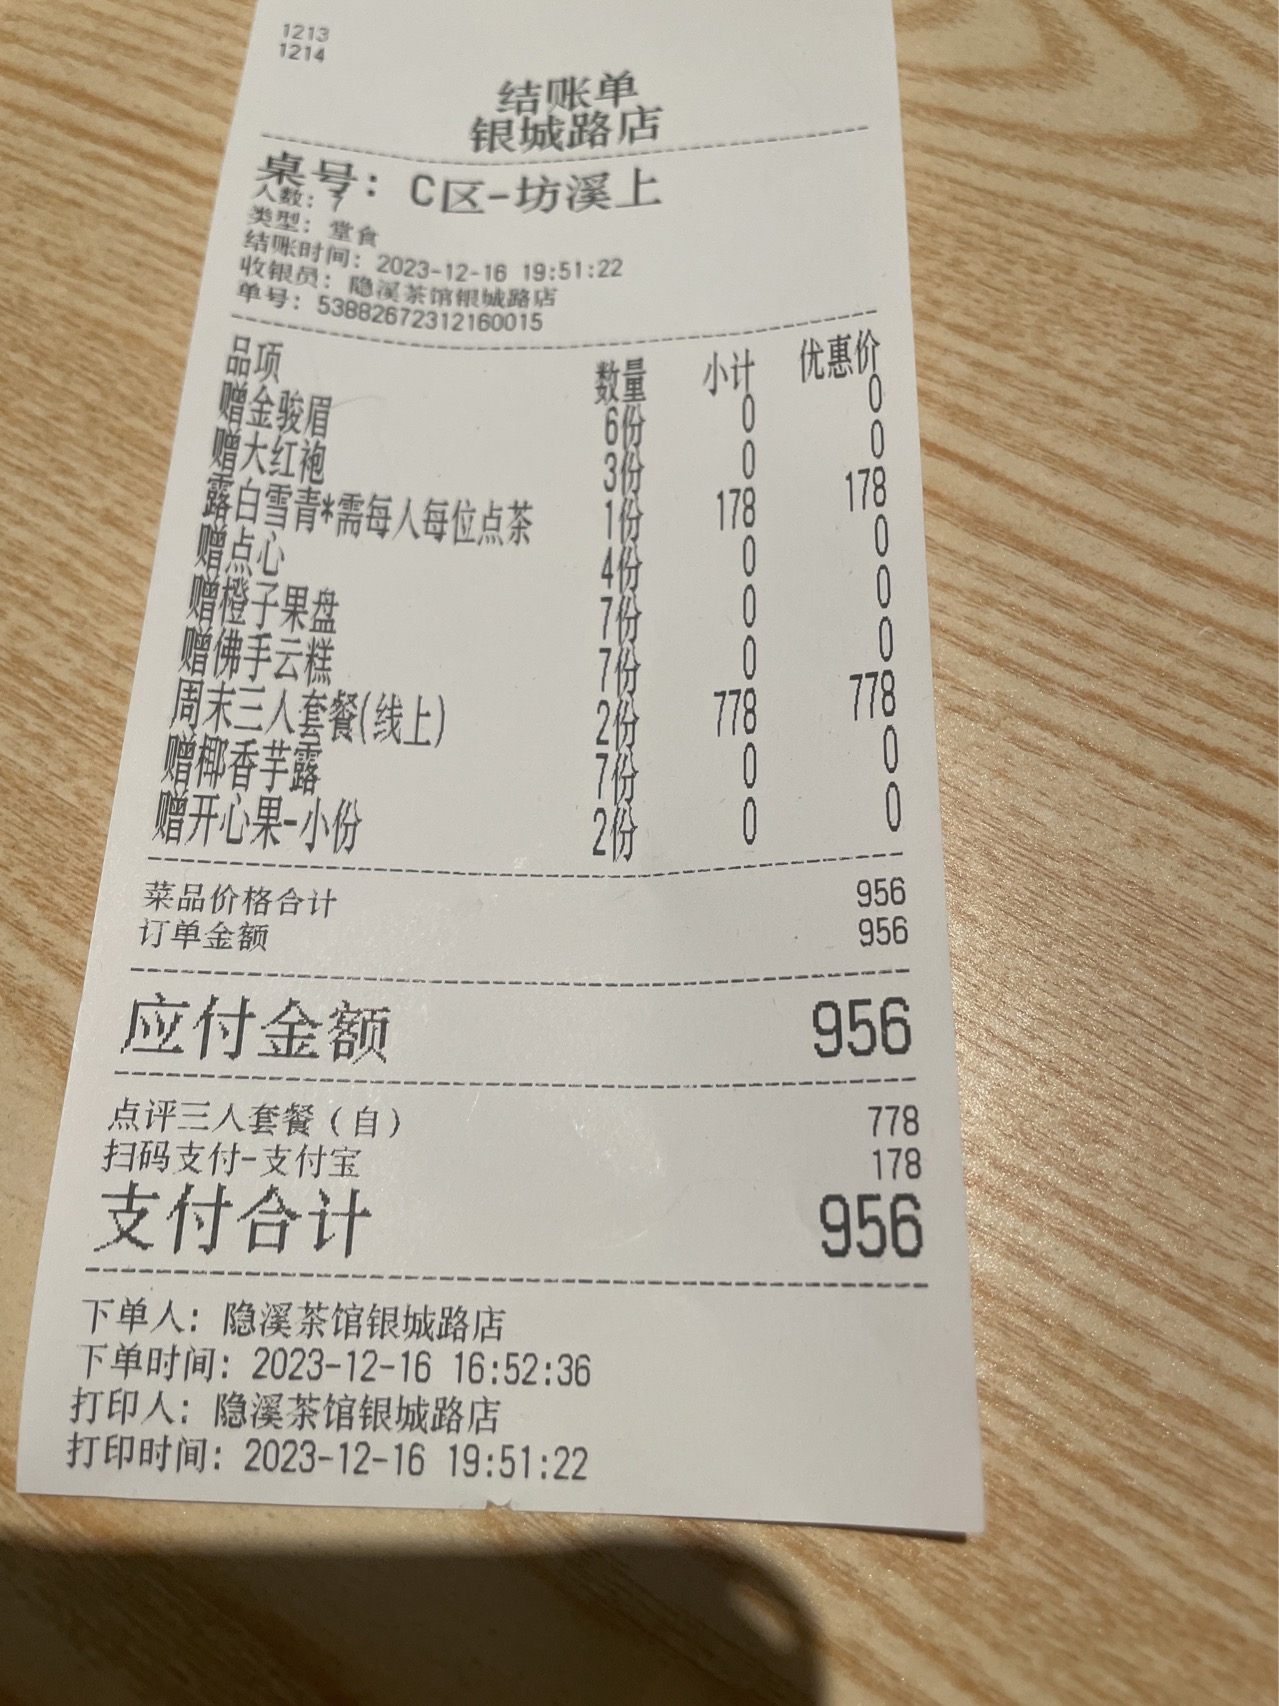 1213
1214
结账单
银城路店
桌号：C区-坊溪上
人数：7
类型：堂食
结账时间：2023-12-16 19:51:22
收银员：隐溪茶馆银城路店
单号：53882672312160015
品项 数量 小计 优惠价
赠金骏眉 6份 0 0
赠大红袍 3份 0 0
露白雪青*需每人每位点茶 1份 178 178
赠点心 4份 0 0
赠橙子果盘 7份 0 0
赠佛手云糕 7份 0 0
周末三人套餐(线上) 2份 778 778
赠椰香芋露 7份 0 0
赠开心果-小份 2份 0 0
菜品价格合计 956
订单金额 956
应付金额 956
点评三人套餐（自） 778
扫码支付-支付宝 178
支付合计 956
下单人：隐溪茶馆银城路店
下单时间：2023-12-16 16:52:36
打印人：隐溪茶馆银城路店
打印时间：2023-12-16 19:51:22